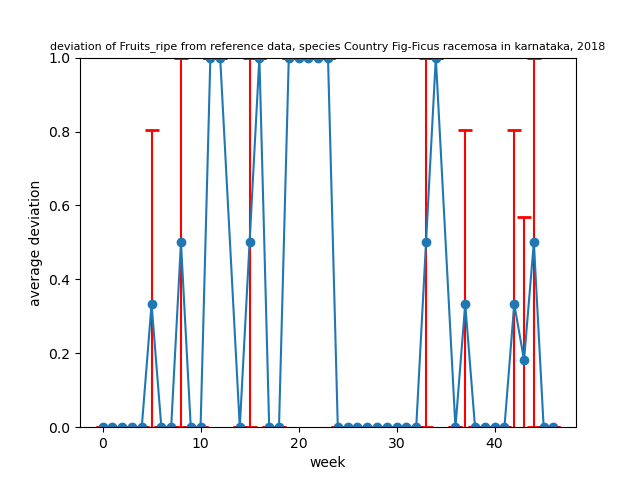 deviation of Fruits_ripe from reference data, species Country Fig-Ficus racemosa in karnataka, 2018
1.0
0.8
0.6
0.4
0.2
0.0
average deviation
0 10 20 30 40
week